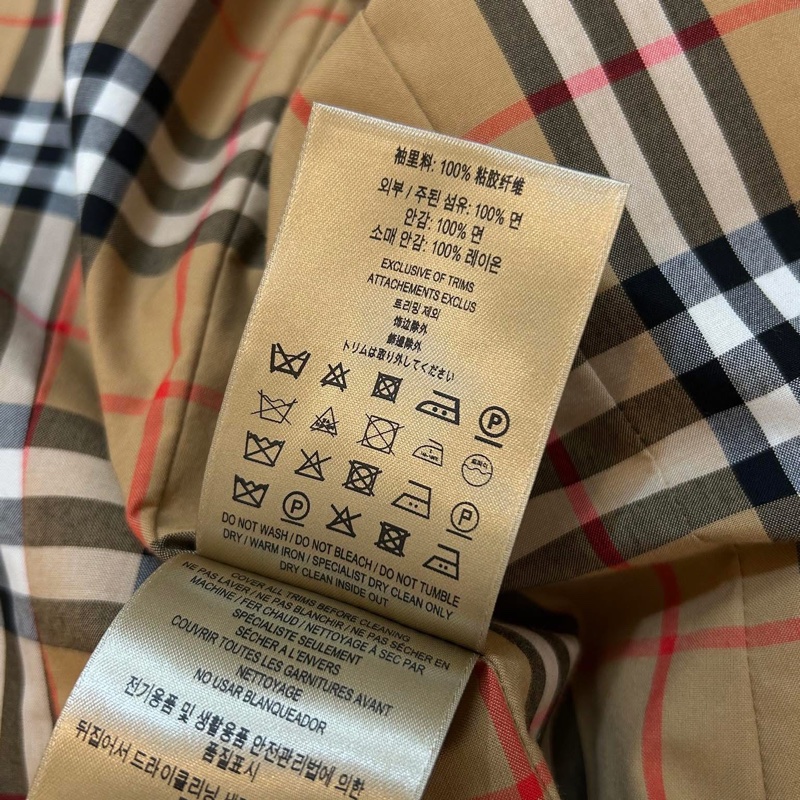 袖里料: 100% 粘胶纤维
외부 / 주된 섬유: 100% 면
안감: 100% 면
소매 안감: 100% 레이온
EXCLUSIVE OF TRIMS
ATTACHEMENTS EXCLUS
트리밍 제외
饰边除外
飾邊除外
トリムは取り外してください
P
P
P
DO NOT WASH / DO NOT BLEACH / DO NOT TUMBLE
DRY / WARM IRON / SPECIALIST DRY CLEAN ONLY
DRY CLEAN INSIDE OUT
COVER ALL TRIMS BEFORE CLEANING
NE PAS LAVER / NE PAS BLANCHIR / NE PAS SÉCHER EN
MACHINE / FER CHAUD / NETTOYAGE À SEC PAR
SPÉCIALISTE SEULEMENT
SÉCHER A L'ENVERS
COUVRIR TOUTES LES GARNITURES AVANT
NETTOYAGE
NO USAR BLANQUEADOR
전기용품 및 생활용품 안전관리법에 의한
품질표시
뒤집어서 드라이클리닝